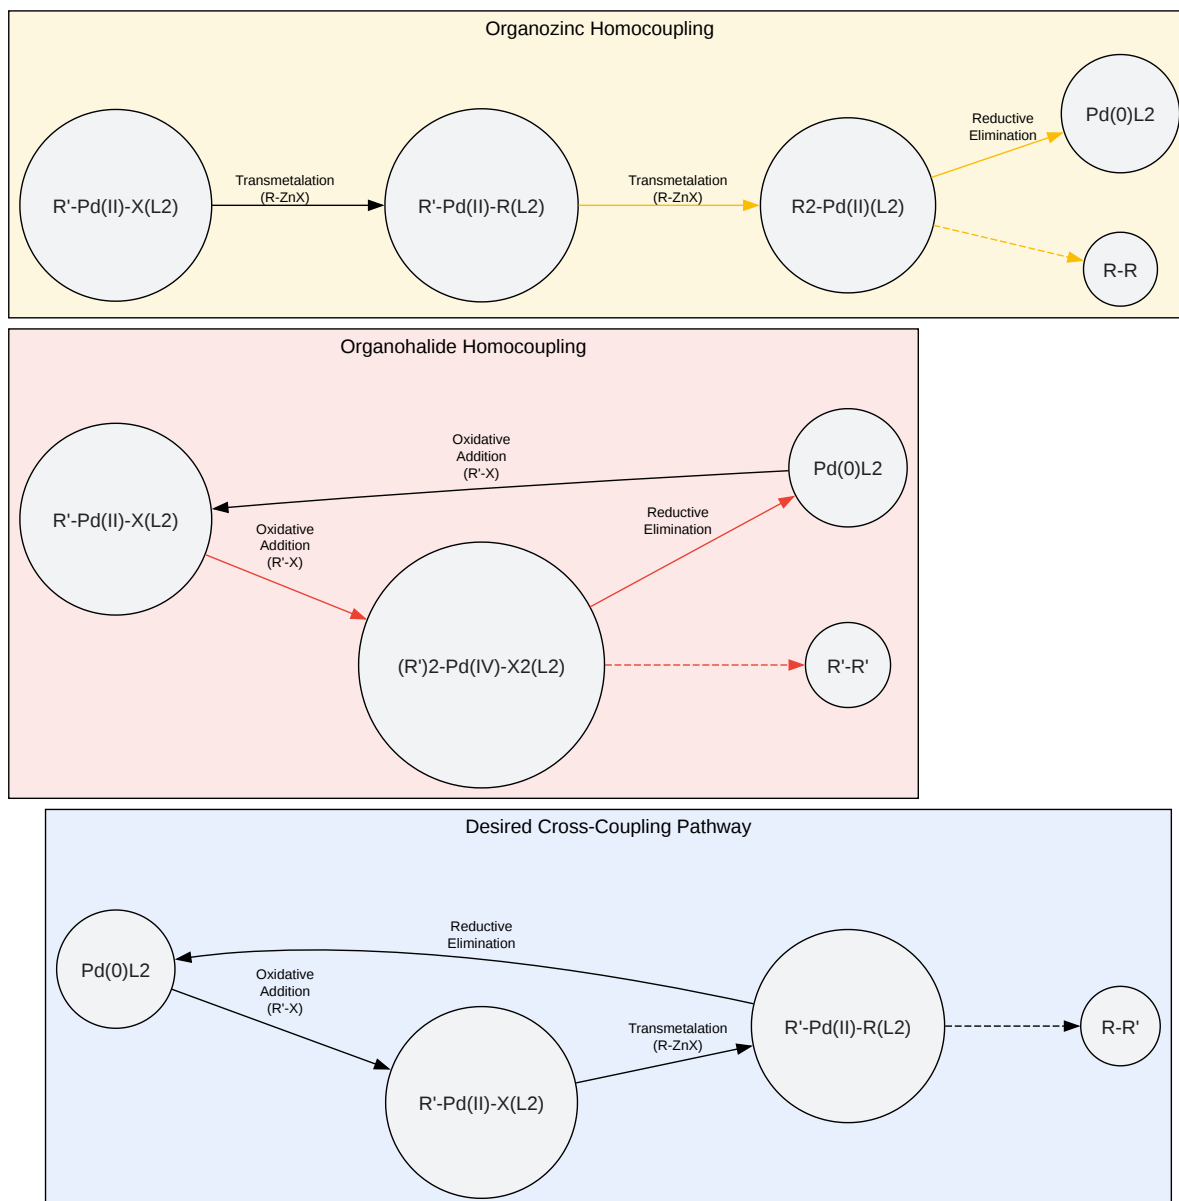 Organozinc Homocoupling
R'-Pd(II)-X(L2)
Transmetalation
(R-ZnX)
R'-Pd(II)-R(L2)
Transmetalation
(R-ZnX)
R2-Pd(II)(L2)
Reductive
Elimination
Pd(0)L2
R-R
Organohalide Homocoupling
R'-Pd(II)-X(L2)
Oxidative
Addition
(R'-X)
Pd(0)L2
Oxidative
Addition
(R'-X)
Reductive
Elimination
(R')2-Pd(IV)-X2(L2)
R'-R'
Desired Cross-Coupling Pathway
Pd(0)L2
Reductive
Elimination
Oxidative
Addition
(R'-X)
R'-Pd(II)-X(L2)
Transmetalation
(R-ZnX)
R'-Pd(II)-R(L2)
R-R'